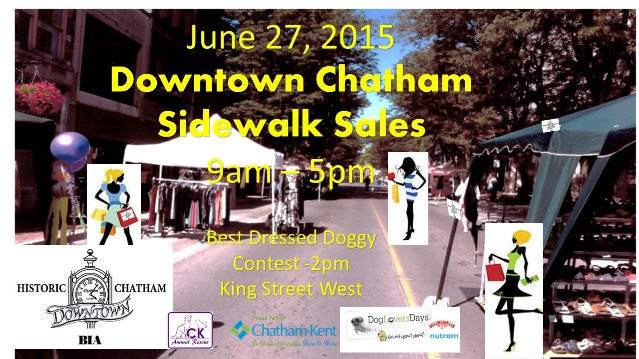 June 27, 2015
Downtown Chatham
Sidewalk Sales
9am – 5pm
Best Dressed Doggy
Contest -2pm
King Street West
HISTORIC CHATHAM
DOWNTOWN
BIA
CK
Animal Rescue
Chatham-Kent
DogLoversDays.
nutram